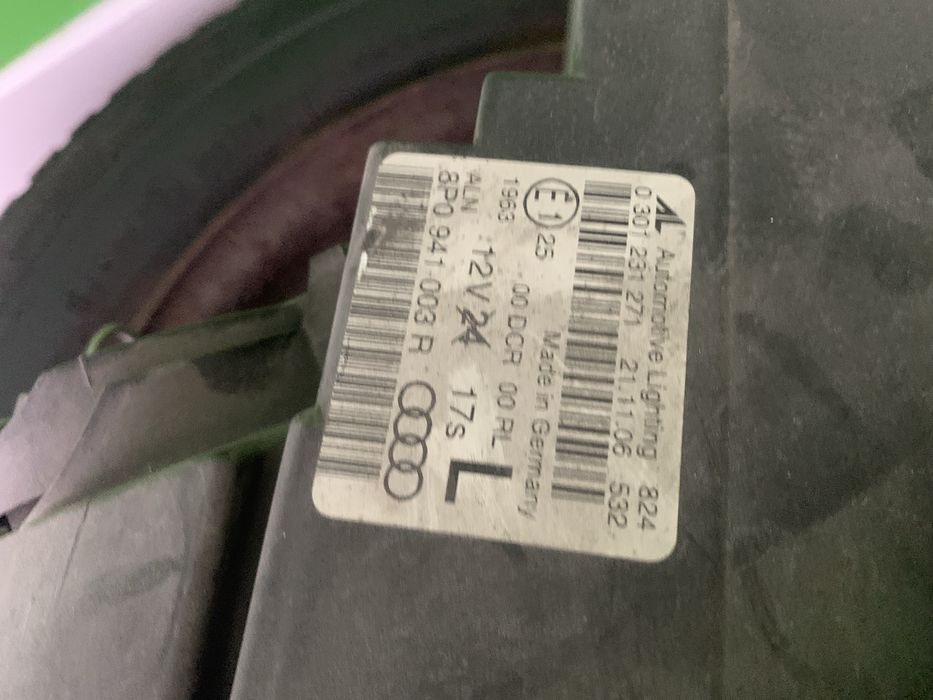 Automotive Lighting 824
0 301 231 271 21.11.06 532
Made in Germany
E1 25 00 DCR 00 RL
1963
12V 24 17s L
ALN
8P0 941 003 R